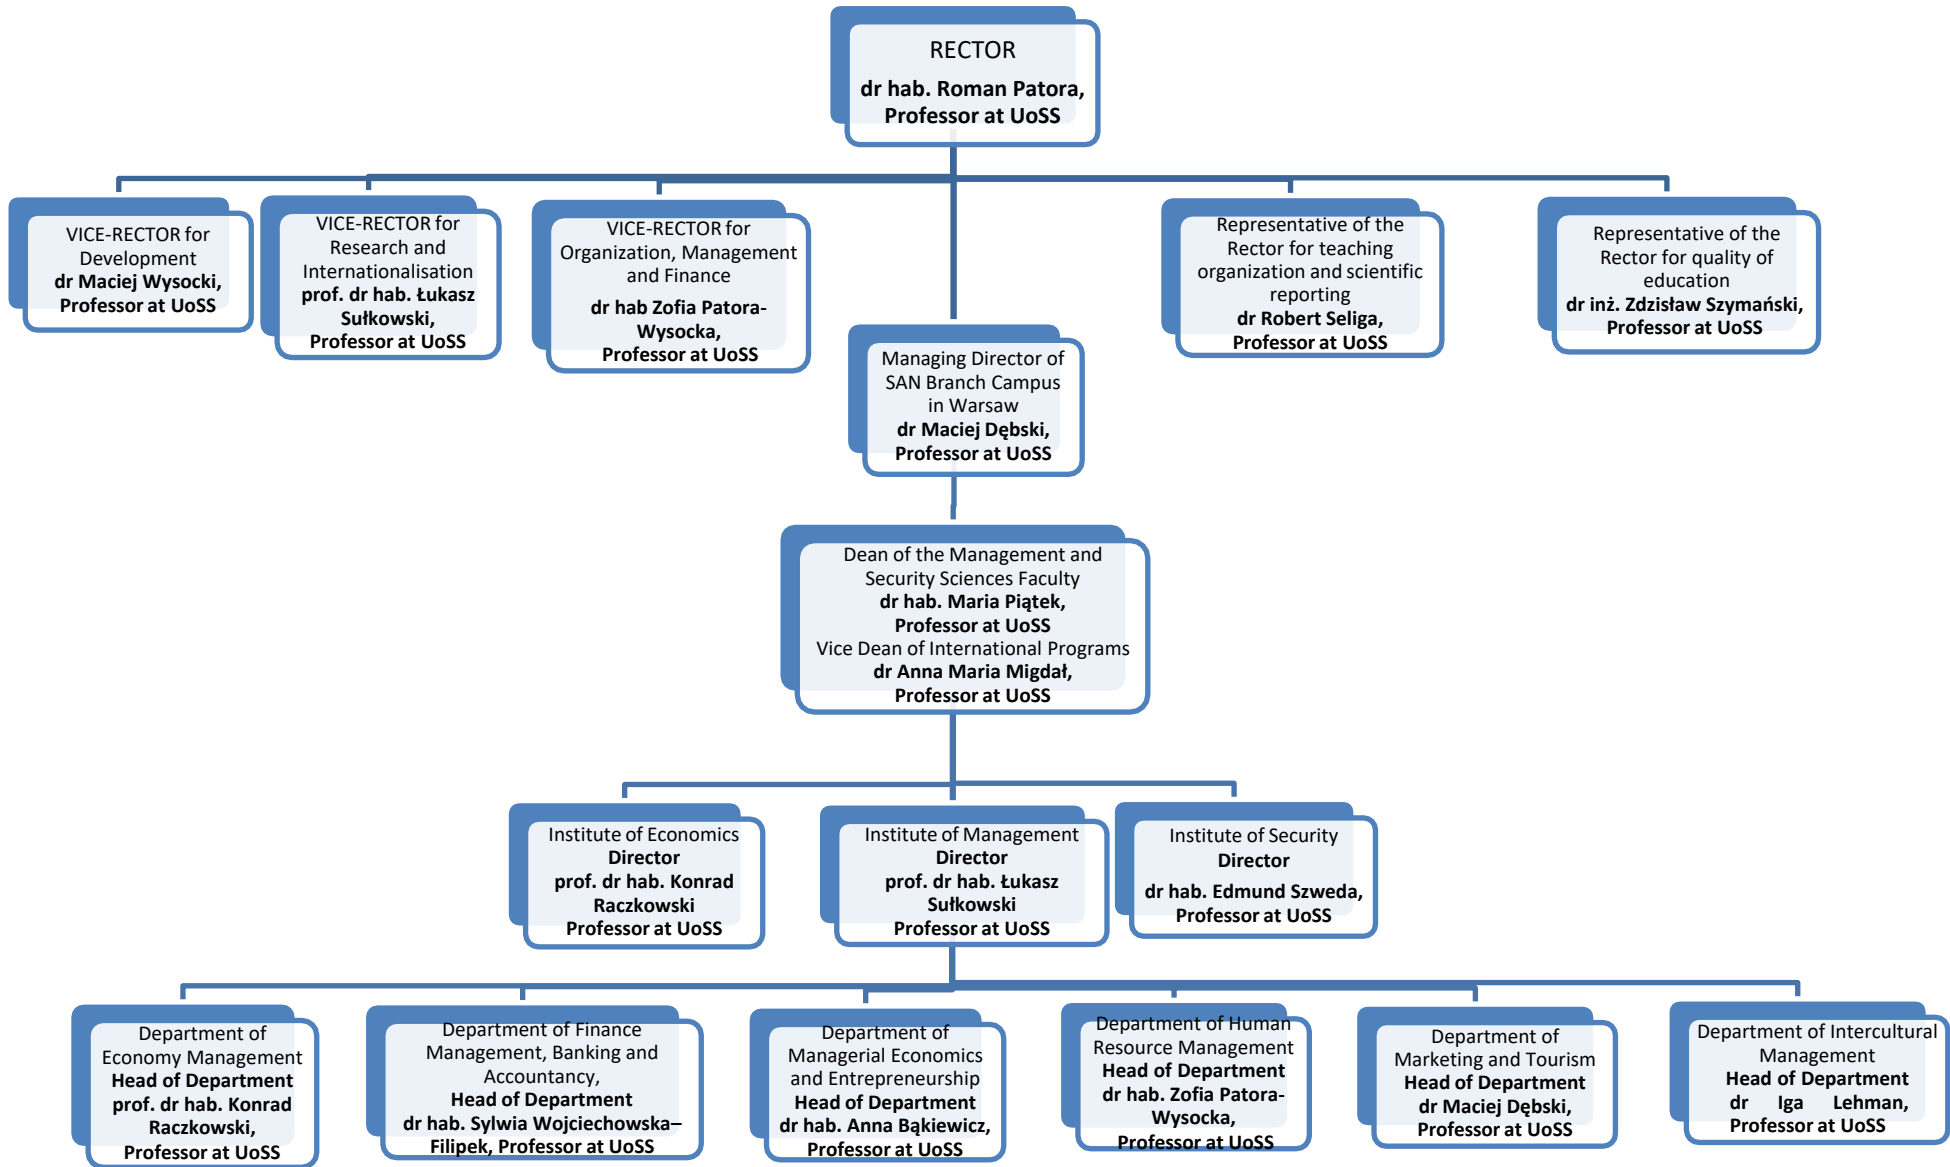 RECTOR
dr hab. Roman Patora,
Professor at UoSS
VICE-RECTOR for
Development
dr Maciej Wysocki,
Professor at UoSS
VICE-RECTOR for
Research and
Internationalisation
prof. dr hab. Łukasz
Sułkowski,
Professor at UoSS
VICE-RECTOR for
Organization, Management
and Finance
dr hab Zofia Patora-
Wysocka,
Professor at UoSS
Representative of the
Rector for teaching
organization and scientific
reporting
dr Robert Seliga,
Professor at UoSS
Representative of the
Rector for quality of
education
dr inż. Zdzisław Szymański,
Professor at UoSS
Managing Director of
SAN Branch Campus
in Warsaw
dr Maciej Dębski,
Professor at UoSS
Dean of the Management and
Security Sciences Faculty
dr hab. Maria Piątek,
Professor at UoSS
Vice Dean of International Programs
dr Anna Maria Migdał,
Professor at UoSS
Institute of Economics
Director
prof. dr hab. Konrad
Raczkowski
Professor at UoSS
Institute of Management
Director
prof. dr hab. Łukasz
Sułkowski
Professor at UoSS
Institute of Security
Director
dr hab. Edmund Szweda,
Professor at UoSS
Department of
Economy Management
Head of Department
prof. dr hab. Konrad
Raczkowski,
Professor at UoSS
Department of Finance
Management, Banking and
Accountancy,
Head of Department
dr hab. Sylwia Wojciechowska–
Filipek, Professor at UoSS
Department of
Managerial Economics
and Entrepreneurship
Head of Department
dr hab. Anna Bąkiewicz,
Professor at UoSS
Department of Human
Resource Management
Head of Department
dr hab. Zofia Patora-
Wysocka,
Professor at UoSS
Department of
Marketing and Tourism
Head of Department
dr Maciej Dębski,
Professor at UoSS
Department of Intercultural
Management
Head of Department
dr Iga Lehman,
Professor at UoSS